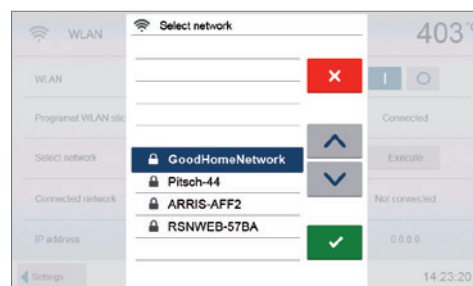 WLAN
Select network
403°
WLAN
Programat WLAN stic
Connected
Select network
Execute
Connected network
Not connected
IP address
0.0.0.0
GoodHomeNetwork
Pitsch-44
ARRIS-AFF2
RSNWEB-57BA
Settings
14:23:20